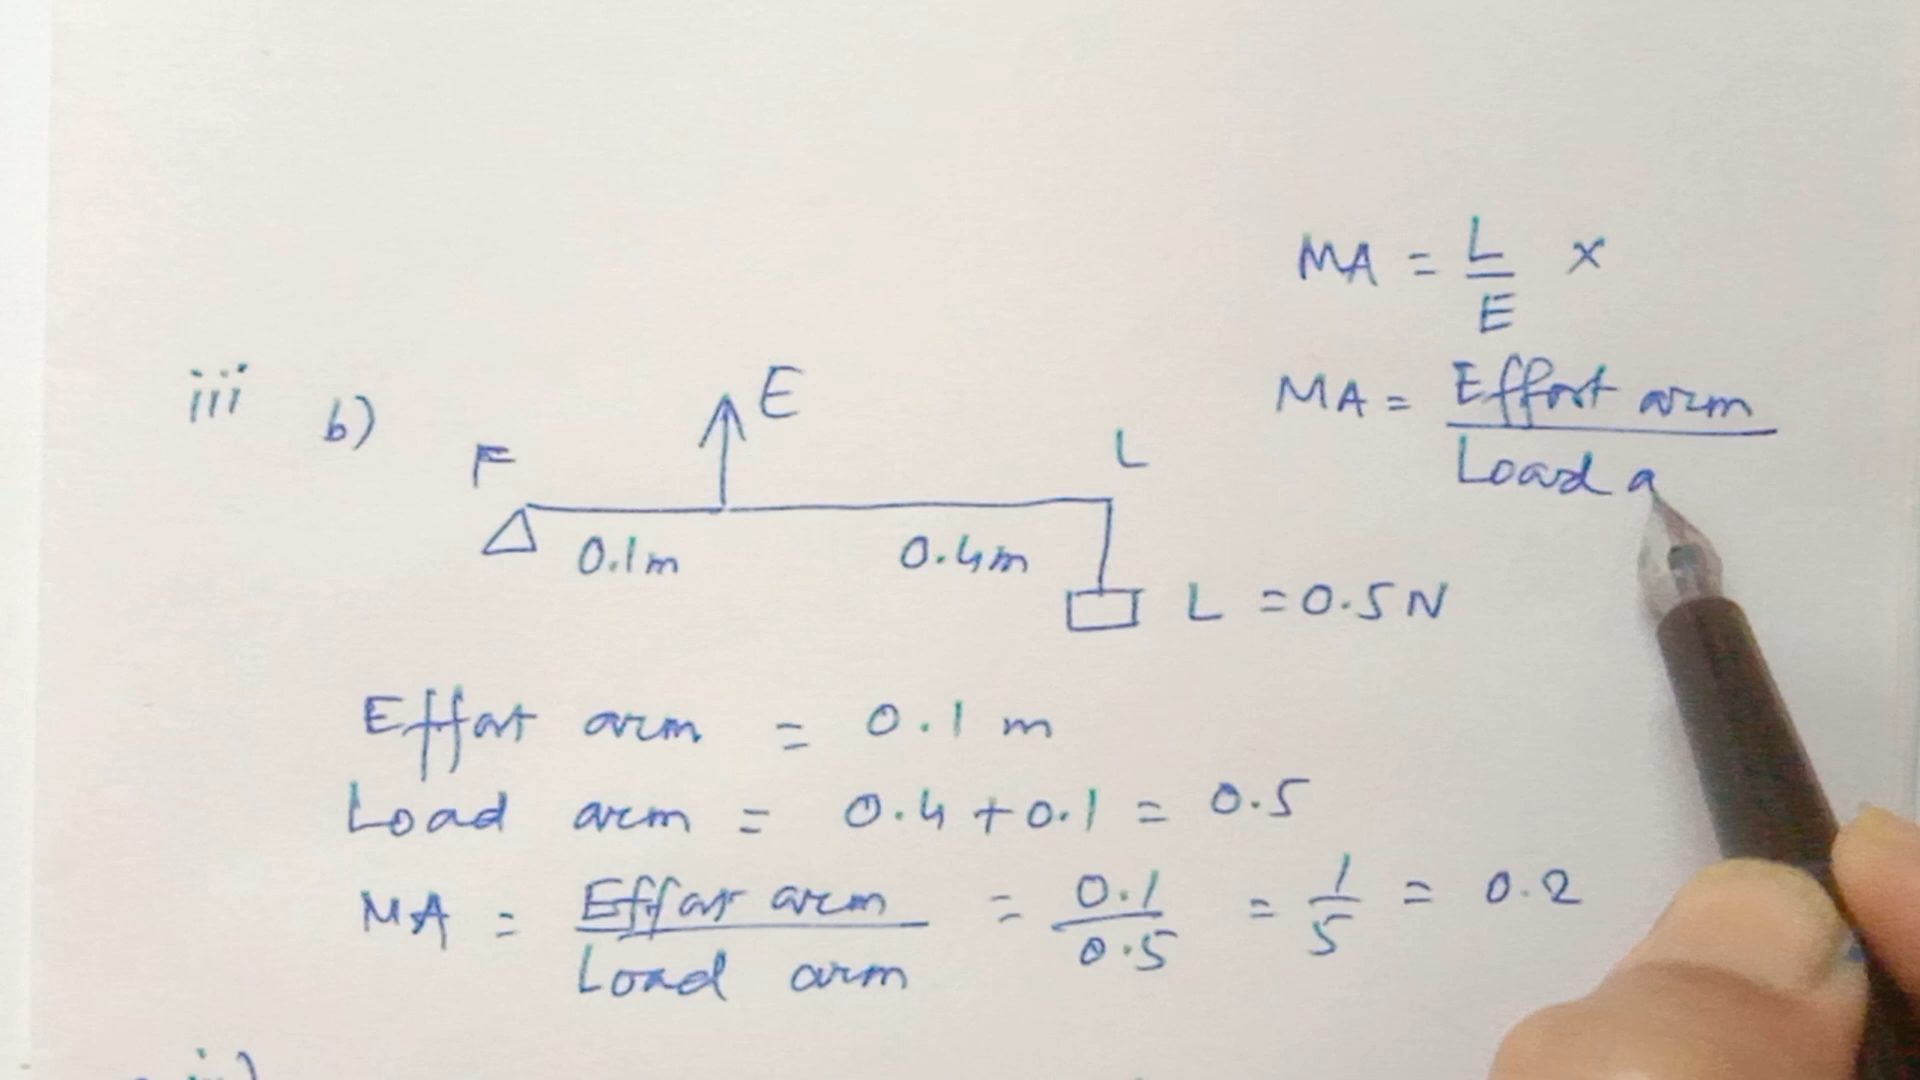 MA = L/E ×
MA = Effort arm / Load a
iii b)
F E L
0.1m 0.4m
L = 0.5 N
Effort arm = 0.1 m
Load arm = 0.4 + 0.1 = 0.5
MA = Effort arm / Load arm = 0.1/0.5 = 1/5 = 0.2